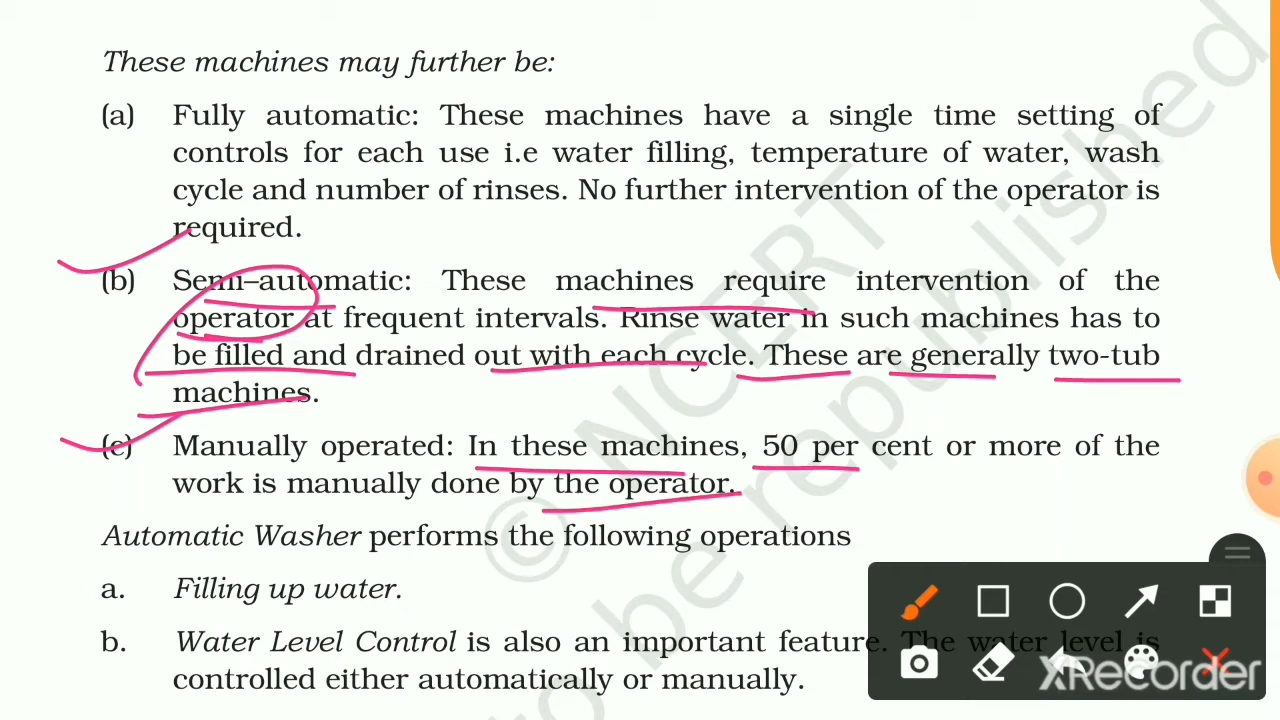 These machines may further be:
(a) Fully automatic: These machines have a single time setting of
controls for each use i.e water filling, temperature of water, wash
cycle and number of rinses. No further intervention of the operator is
required.
(b) Semi–automatic: These machines require intervention of the
operator at frequent intervals. Rinse water in such machines has to
be filled and drained out with each cycle. These are generally two-tub
machines.
(c) Manually operated: In these machines, 50 per cent or more of the
work is manually done by the operator.
Automatic Washer performs the following operations
a. Filling up water.
b. Water Level Control is also an important feature. The water level is
controlled either automatically or manually.
© NCERT
be republished
XRecorder